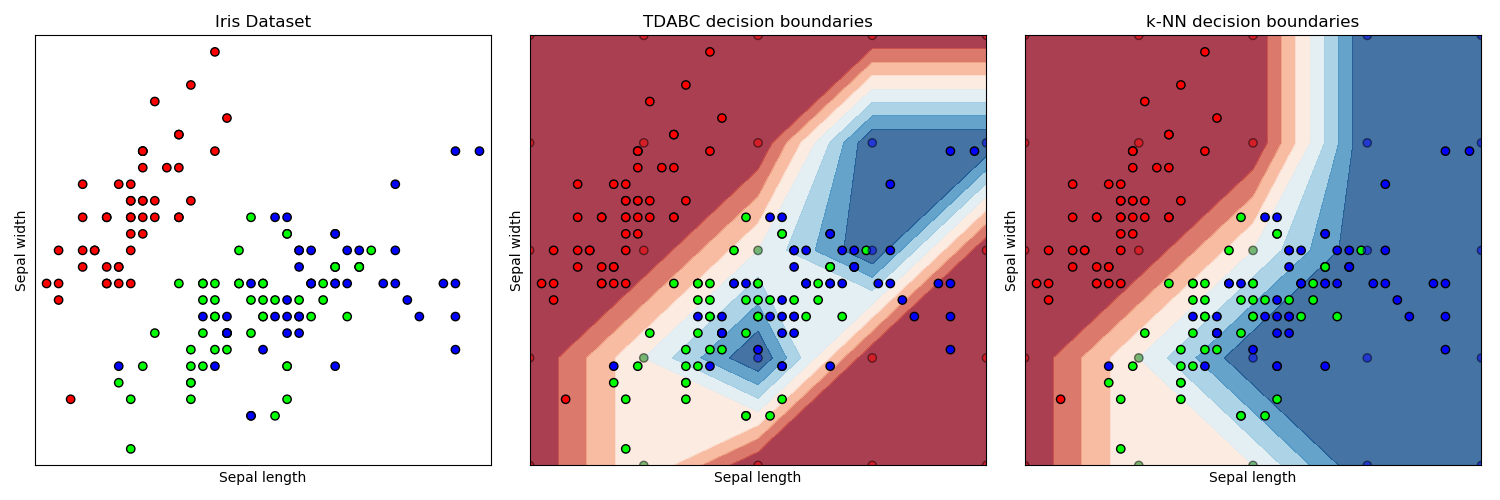 Iris Dataset
TDABC decision boundaries
k-NN decision boundaries
Sepal width
Sepal width
Sepal width
Sepal length
Sepal length
Sepal length